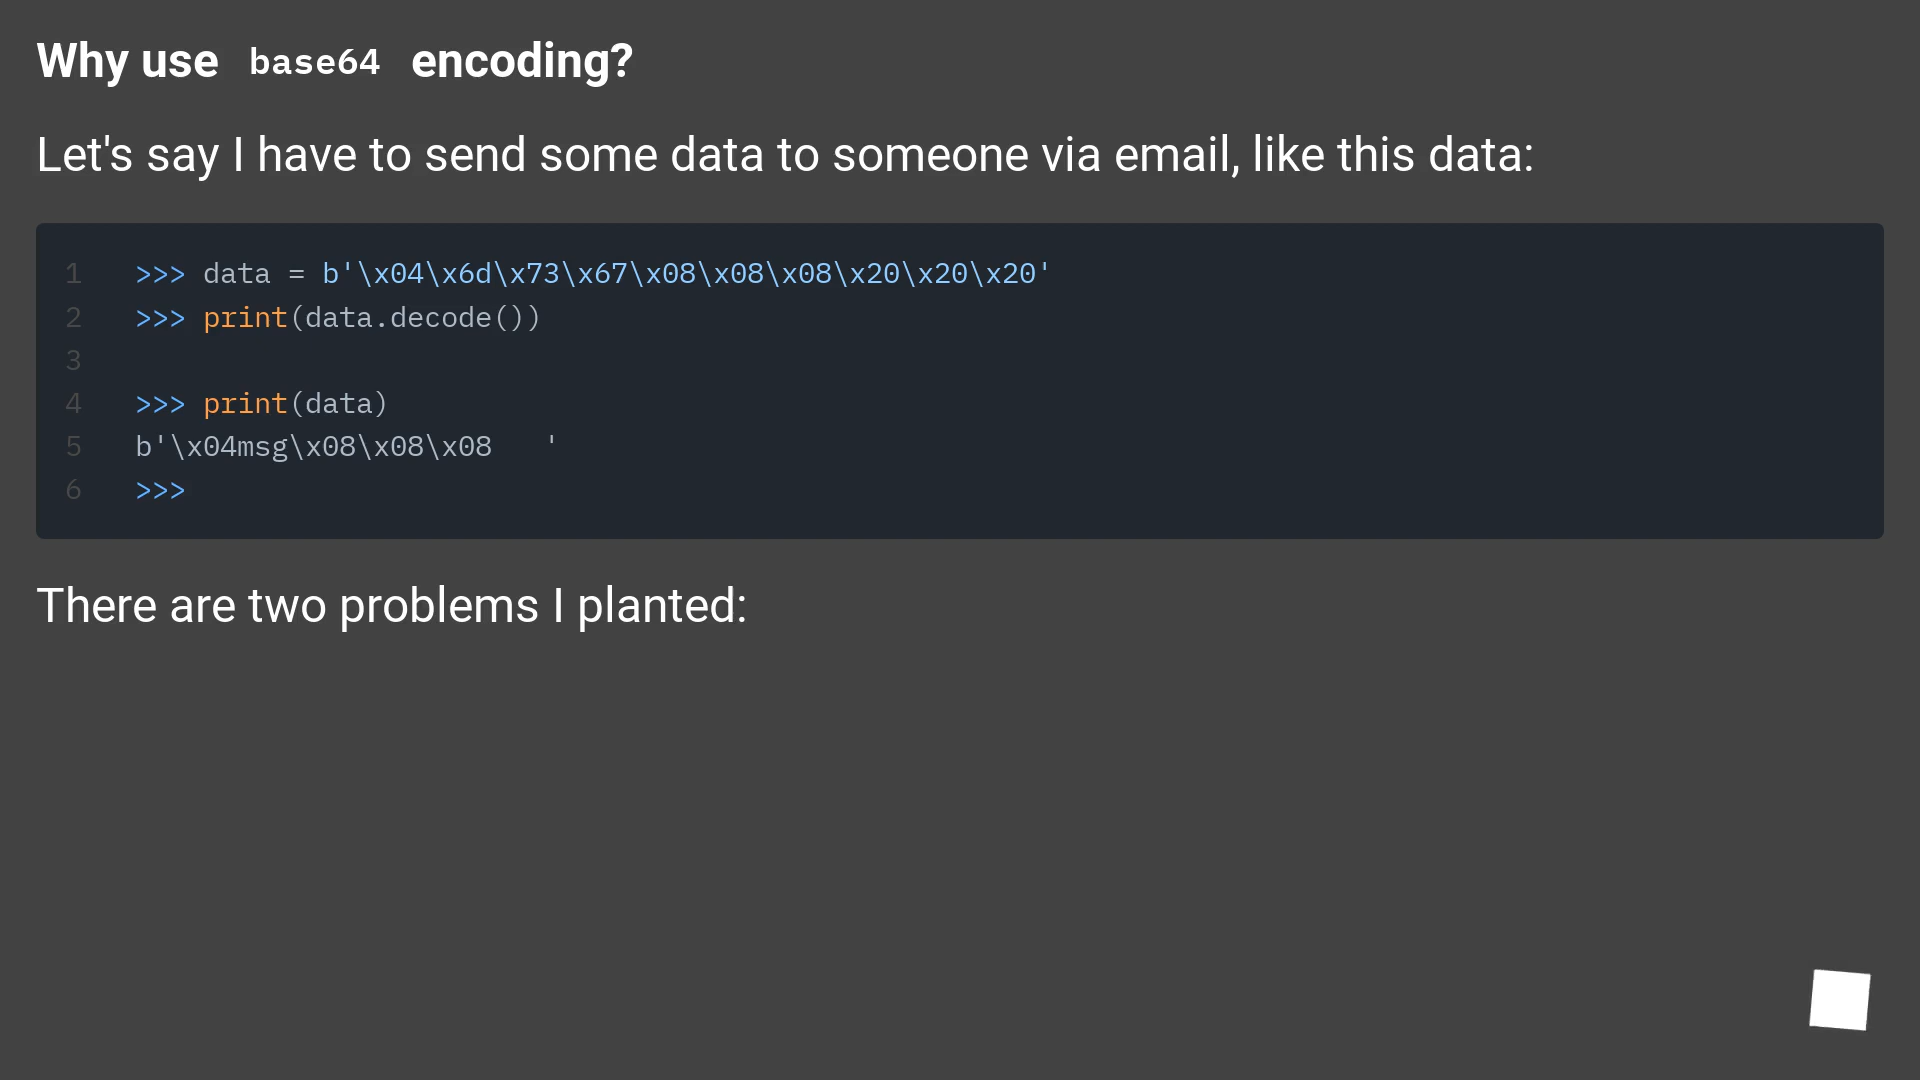 Why use base64 encoding?
Let's say I have to send some data to someone via email, like this data:
1 >>> data = b'\x04\x6d\x73\x67\x08\x08\x08\x20\x20\x20'
2 >>> print(data.decode())
3
4 >>> print(data)
5 b'\x04msg\x08\x08\x08   '
6 >>>
There are two problems I planted: